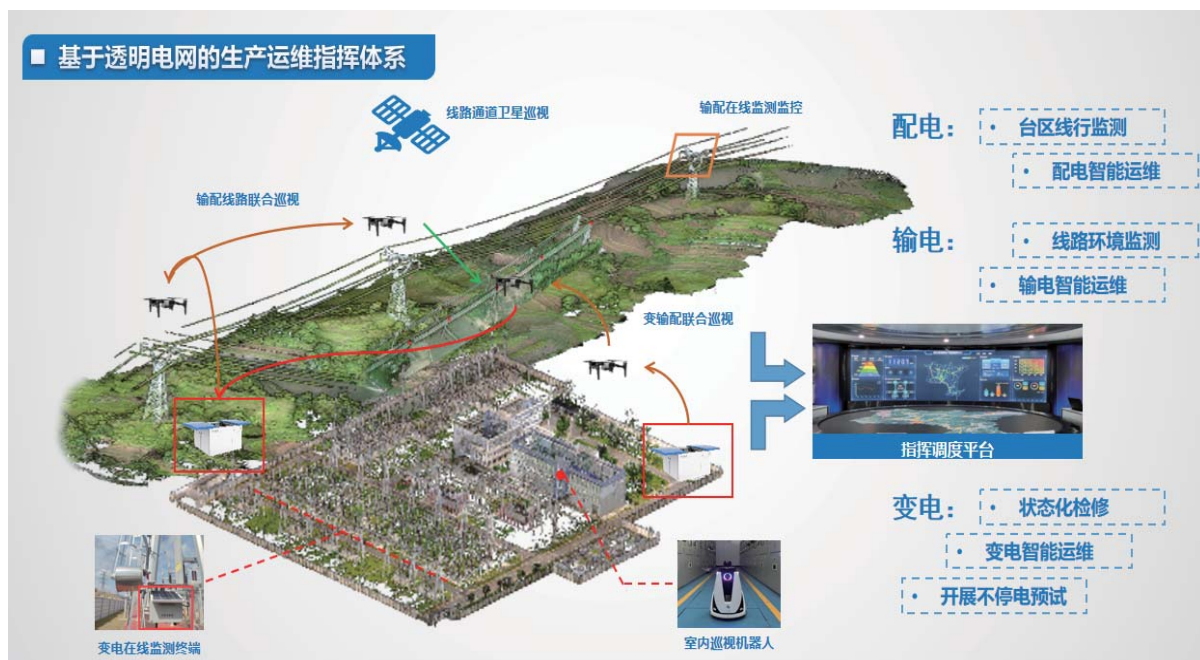 基于透明电网的生产运维指挥体系
线路通道卫星巡视
输配在线监测监控
输配线路联合巡视
变输配联合巡视
变电在线监测终端
室内巡视机器人
配电：
• 台区线行监测
• 配电智能运维
输电：
• 线路环境监测
• 输电智能运维
指挥调度平台
变电：
• 状态化检修
• 变电智能运维
• 开展不停电预试